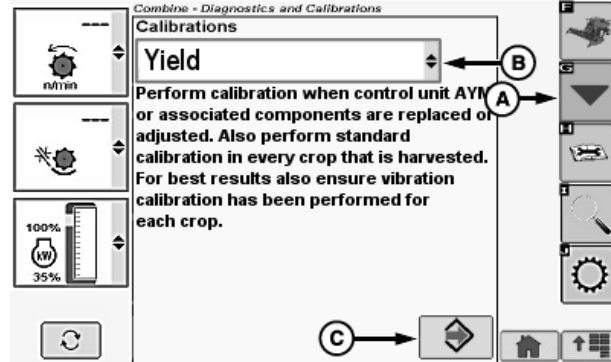 Combine - Diagnostics and Calibrations
Calibrations
Yield
Perform calibration when control unit AYM
or associated components are replaced or
adjusted. Also perform standard
calibration in every crop that is harvested.
For best results also ensure vibration
calibration has been performed for
each crop.
---
n/min
---
100%
kW
35%
A
B
C
F
G
H
I
J